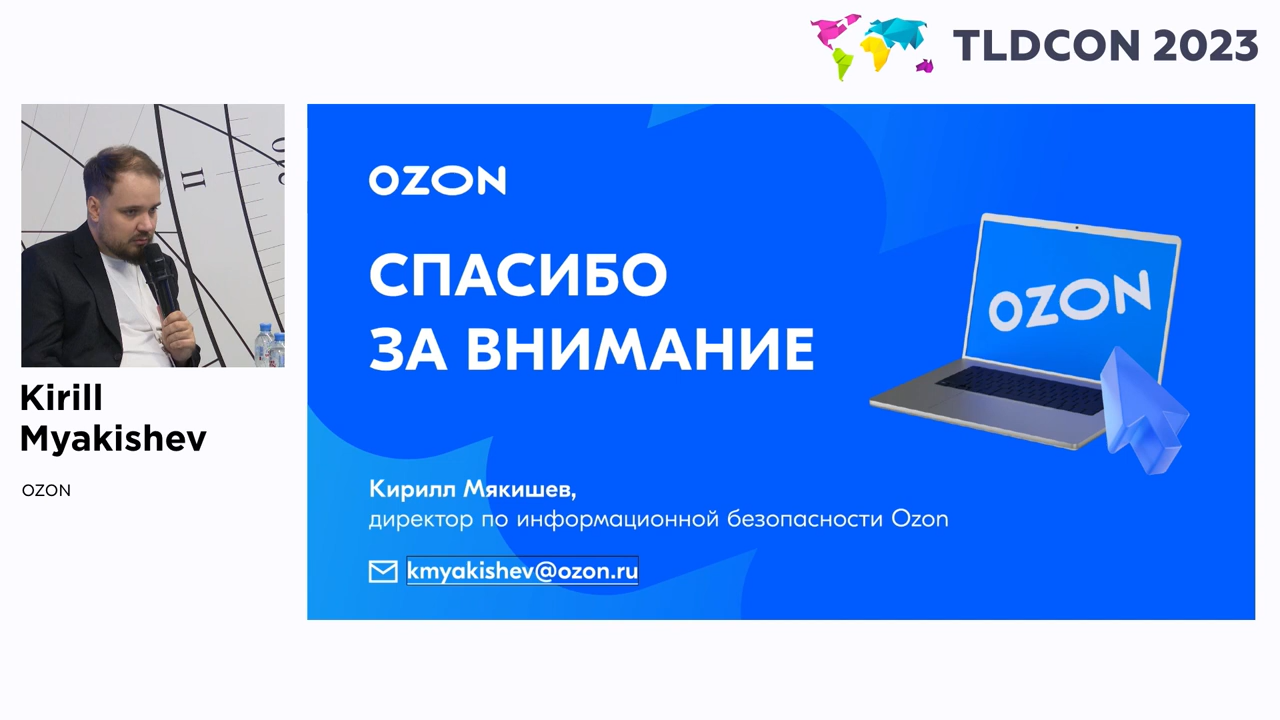 TLDCON 2023
II
Kirill
Myakishev
OZON
OZON
СПАСИБО
ЗА ВНИМАНИЕ
OZON
Кирилл Мякишев,
директор по информационной безопасности Ozon
kmyakishev@ozon.ru